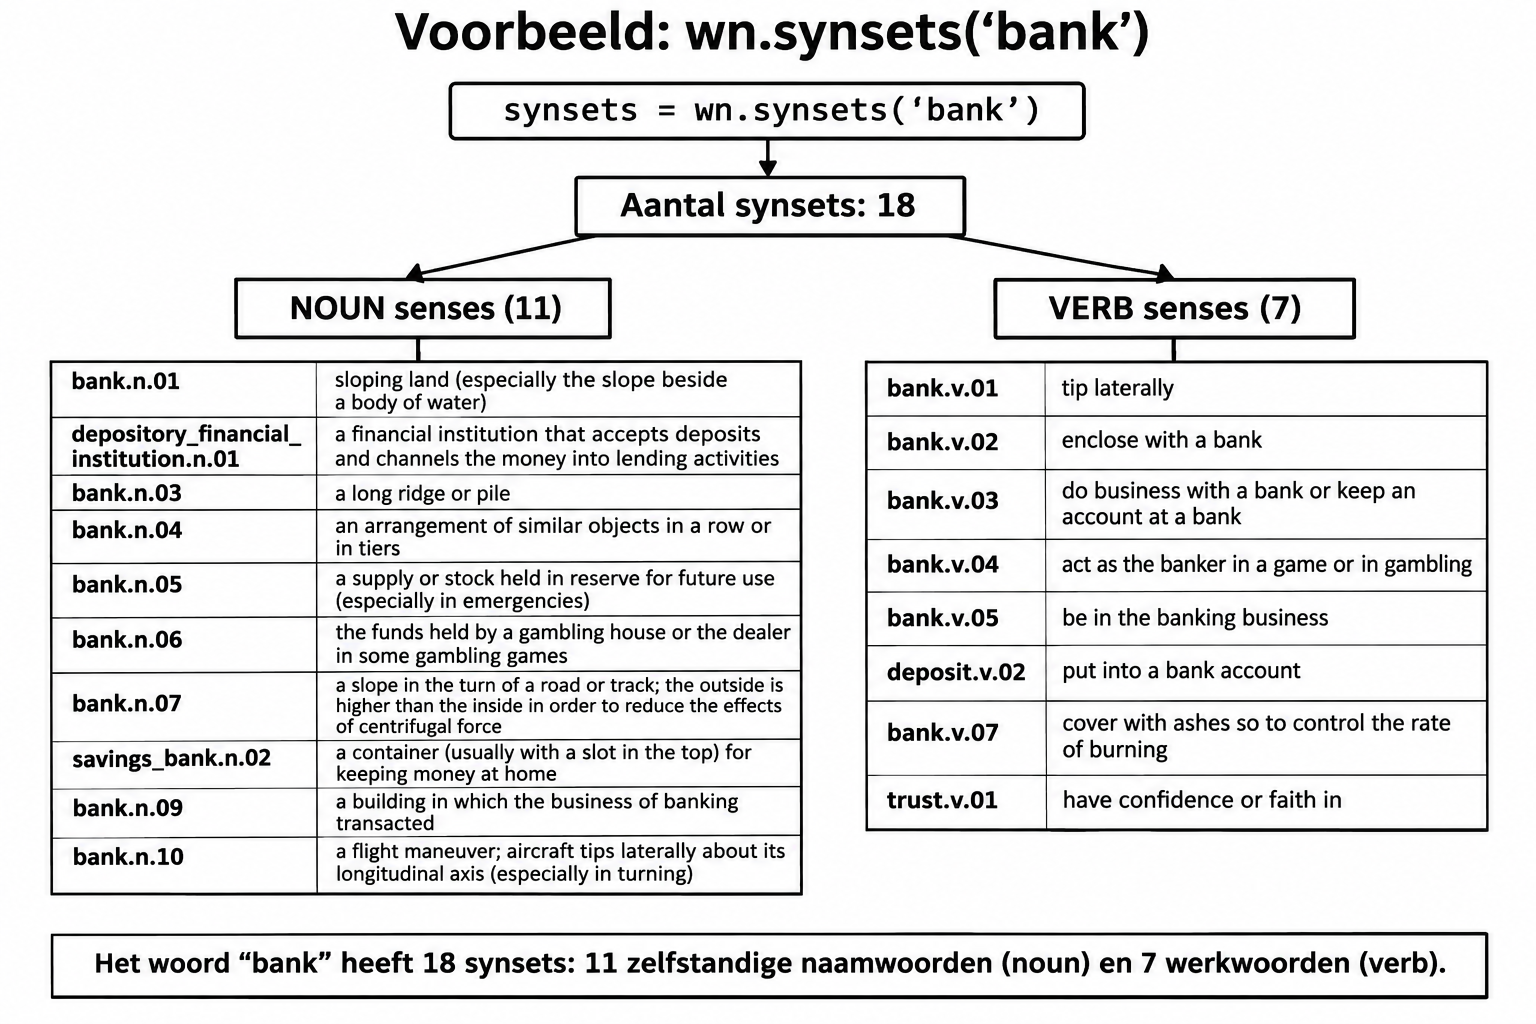 Voorbeeld: wn.synsets(‘bank’)
synsets = wn.synsets(‘bank’)
Aantal synsets: 18
NOUN senses (11)
bank.n.01
sloping land (especially the slope beside
a body of water)
depository_financial_
institution.n.01
a financial institution that accepts deposits
and channels the money into lending activities
bank.n.03
a long ridge or pile
bank.n.04
an arrangement of similar objects in a row or
in tiers
bank.n.05
a supply or stock held in reserve for future use
(especially in emergencies)
bank.n.06
the funds held by a gambling house or the dealer
in some gambling games
bank.n.07
a slope in the turn of a road or track; the outside is
higher than the inside in order to reduce the effects
of centrifugal force
savings_bank.n.02
a container (usually with a slot in the top) for
keeping money at home
bank.n.09
a building in which the business of banking
transacted
bank.n.10
a flight maneuver; aircraft tips laterally about its
longitudinal axis (especially in turning)
VERB senses (7)
bank.v.01
tip laterally
bank.v.02
enclose with a bank
bank.v.03
do business with a bank or keep an
account at a bank
bank.v.04
act as the banker in a game or in gambling
bank.v.05
be in the banking business
deposit.v.02
put into a bank account
bank.v.07
cover with ashes so to control the rate
of burning
trust.v.01
have confidence or faith in
Het woord “bank” heeft 18 synsets: 11 zelfstandige naamwoorden (noun) en 7 werkwoorden (verb).